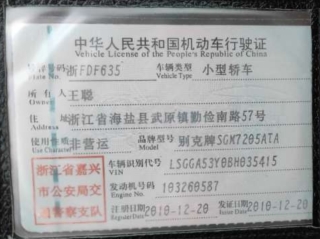 中华人民共和国机动车行驶证
Vehicle License of the People's Republic of China
号牌号码 浙FDF635 车辆类型 小型轿车
Plate No. Vehicle Type
所有人 王聪
Owner
住址 浙江省海盐县武原镇勤俭南路57号
Address
使用性质 非营运 品牌型号 别克牌SGM7205ATA
Model
浙江省嘉兴 车辆识别代号 LSGGA53Y0BH035415
VIN
市公安局交 发动机号码 103260587
Engine No.
通警察支队 注册日期 2010-12-20 发证日期 2010-12-20
Register Date Issue Date